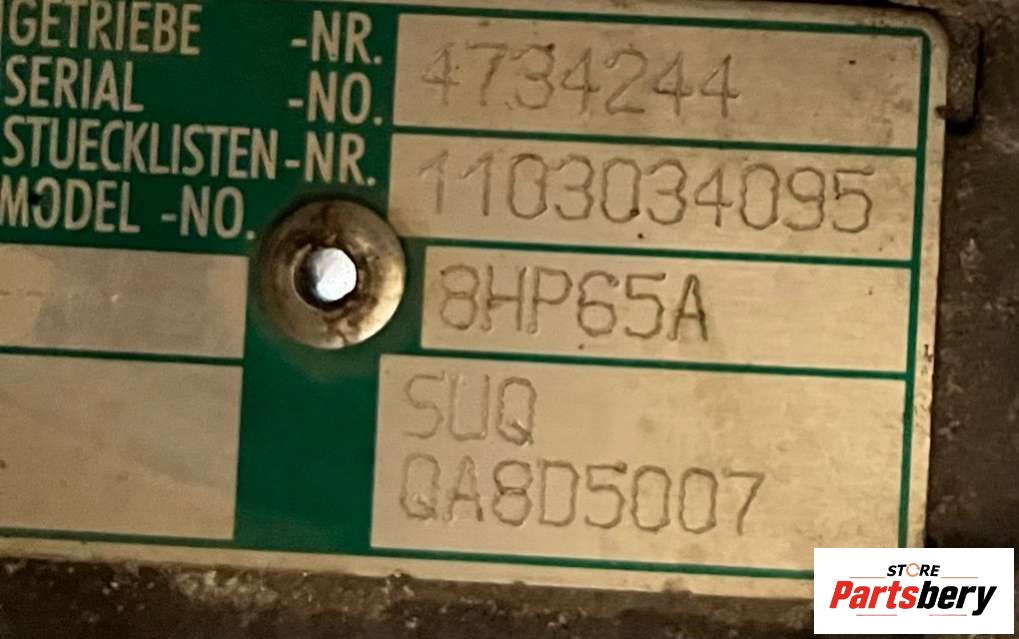 GETRIEBE -NR.
SERIAL -NO.
4734244
STUECKLISTEN-NR.
MODEL -NO.
1103034095
8HP65A
SUQ
QA8D5007
STORE
Partsbery